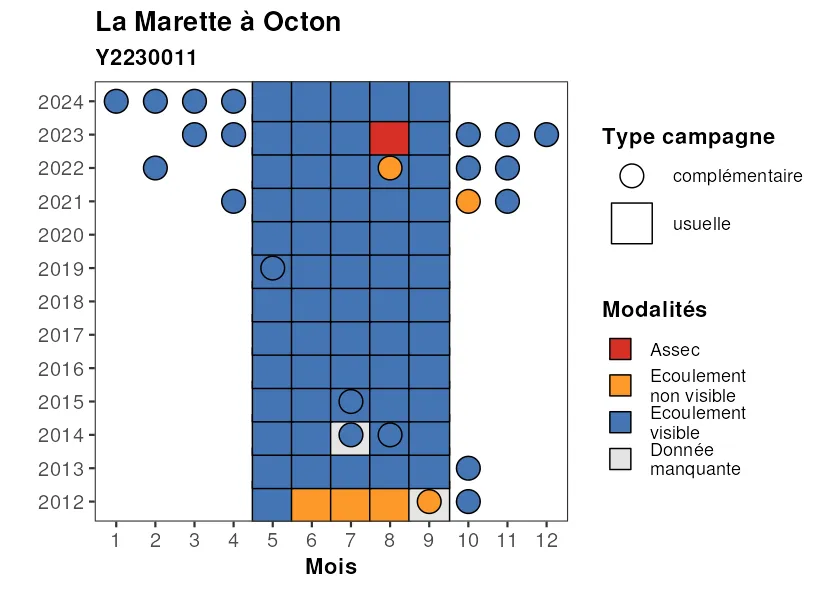 La Marette à Octon
Y2230011
2024
2023
2022
2021
2020
2019
2018
2017
2016
2015
2014
2013
2012
1 2 3 4 5 6 7 8 9 10 11 12
Mois
Type campagne
complémentaire
usuelle
Modalités
Assec
Ecoulement
non visible
Ecoulement
visible
Donnée
manquante